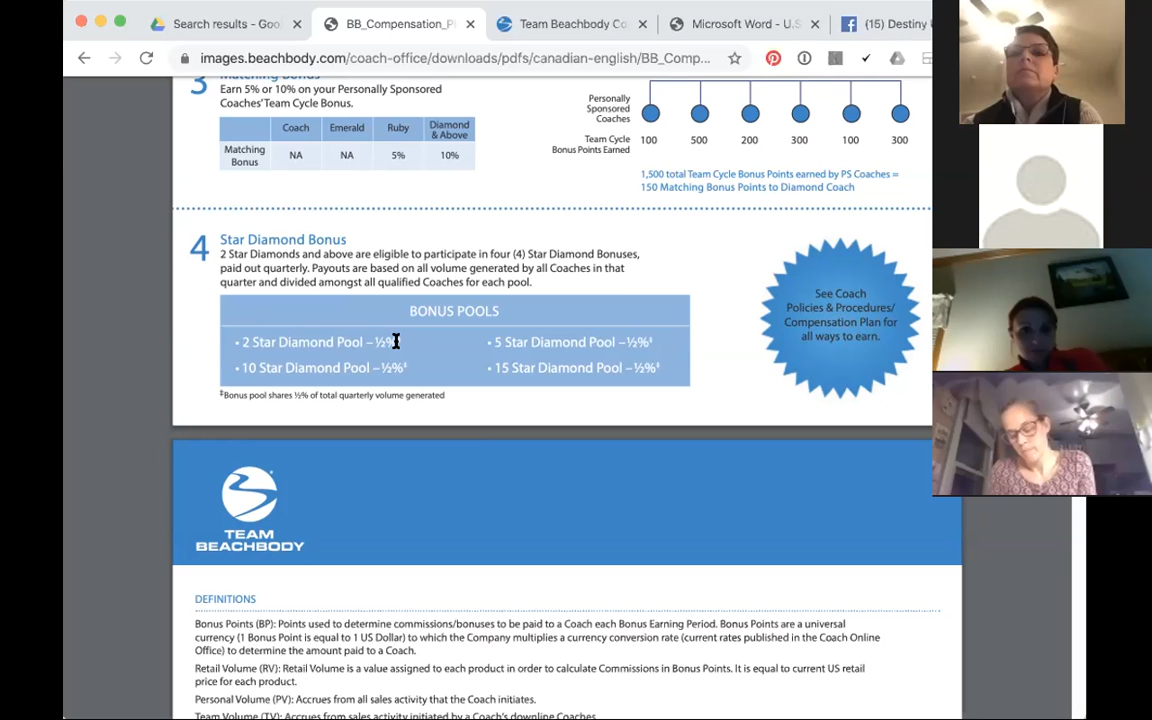 Search results - Goo
BB_Compensation_P
Team Beachbody Co
Microsoft Word - U.S
(15) Destiny
images.beachbody.com/coach-office/downloads/pdfs/canadian-english/BB_Comp...
3 Matching Bonus
Earn 5% or 10% on your Personally Sponsored
Coaches' Team Cycle Bonus.
Coach Emerald Ruby Diamond & Above
Matching Bonus NA NA 5% 10%
Personally
Sponsored
Coaches
Team Cycle
Bonus Points Earned
100 500 200 300 100 300
1,500 total Team Cycle Bonus Points earned by PS Coaches =
150 Matching Bonus Points to Diamond Coach
4 Star Diamond Bonus
2 Star Diamonds and above are eligible to participate in four (4) Star Diamond Bonuses,
paid out quarterly. Payouts are based on all volume generated by all Coaches in that
quarter and divided amongst all qualified Coaches for each pool.
BONUS POOLS
• 2 Star Diamond Pool – ½%
• 5 Star Diamond Pool – ½%‡
• 10 Star Diamond Pool – ½%‡
• 15 Star Diamond Pool – ½%‡
‡Bonus pool shares ½% of total quarterly volume generated
See Coach
Policies & Procedures/
Compensation Plan for
all ways to earn.
TEAM
BEACHBODY
DEFINITIONS
Bonus Points (BP): Points used to determine commissions/bonuses to be paid to a Coach each Bonus Earning Period. Bonus Points are a universal
currency (1 Bonus Point is equal to 1 US Dollar) to which the Company multiplies a currency conversion rate (current rates published in the Coach Online
Office) to determine the amount paid to a Coach.
Retail Volume (RV): Retail Volume is a value assigned to each product in order to calculate Commissions in Bonus Points. It is equal to current US retail
price for each product.
Personal Volume (PV): Accrues from all sales activity that the Coach initiates.
Team Volume (TV): Accrues from sales activity initiated by a Coach's downline Coaches.